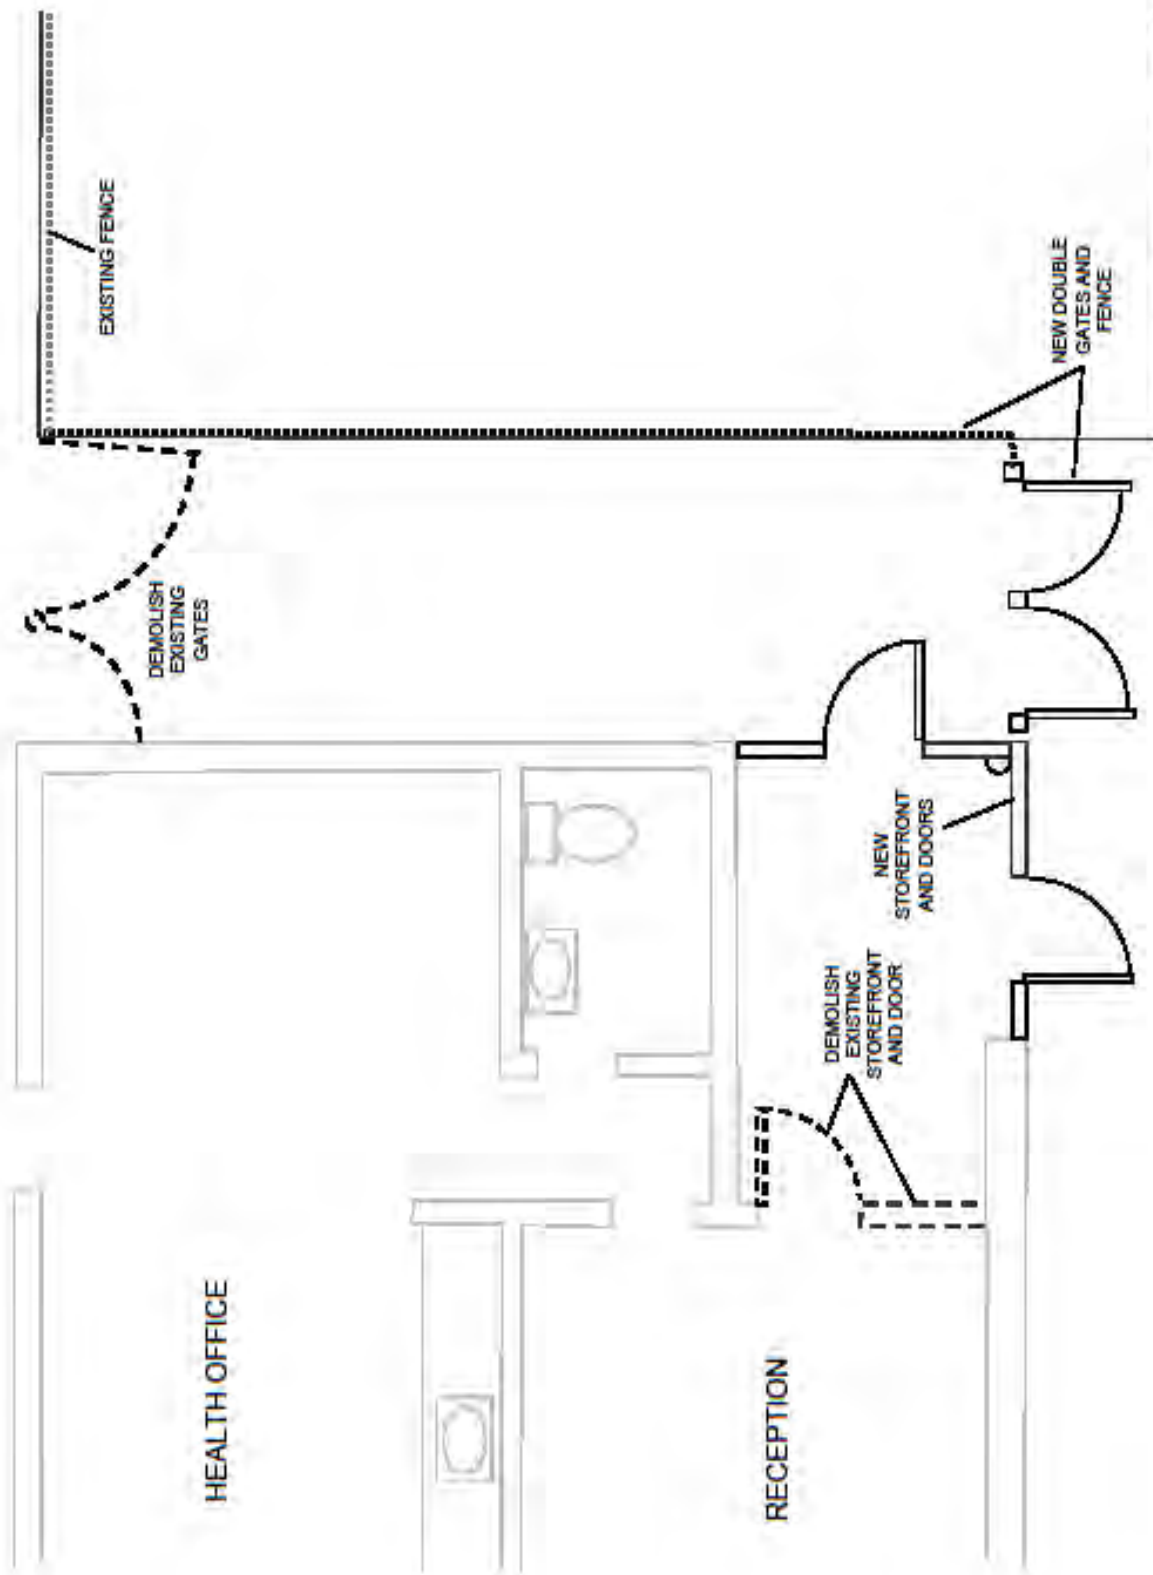 EXISTING FENCE
DEMOLISH
EXISTING
GATES
HEALTH OFFICE
NEW DOUBLE
GATES AND
FENCE
NEW
STOREFRONT
AND DOORS
DEMOLISH
EXISTING
STOREFRONT
AND DOOR
RECEPTION